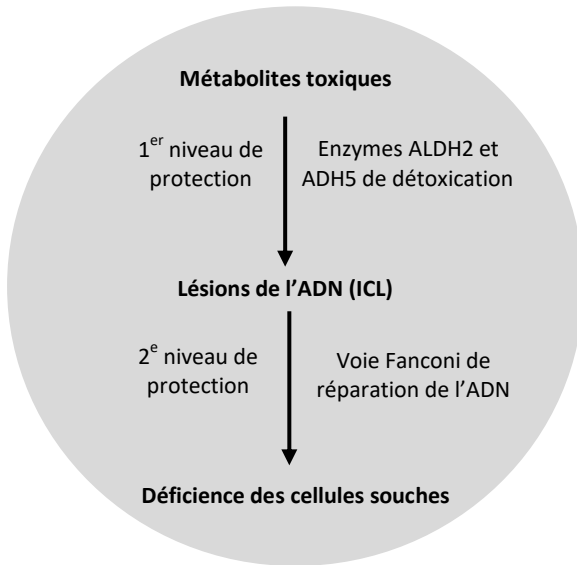 Métabolites toxiques
1er niveau de
protection
Enzymes ALDH2 et
ADH5 de détoxication
Lésions de l’ADN (ICL)
2e niveau de
protection
Voie Fanconi de
réparation de l’ADN
Déficience des cellules souches